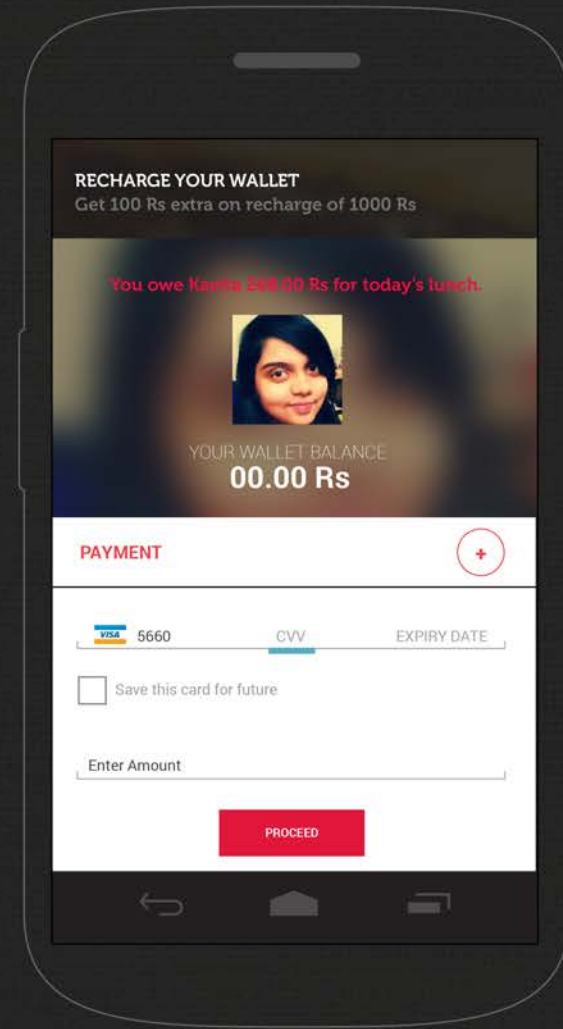 RECHARGE YOUR WALLET
Get 100 Rs extra on recharge of 1000 Rs
You owe Kavita 268.00 Rs for today's lunch.
YOUR WALLET BALANCE
00.00 Rs
PAYMENT
+
VISA 5660 CVV EXPIRY DATE
Save this card for future
Enter Amount
PROCEED